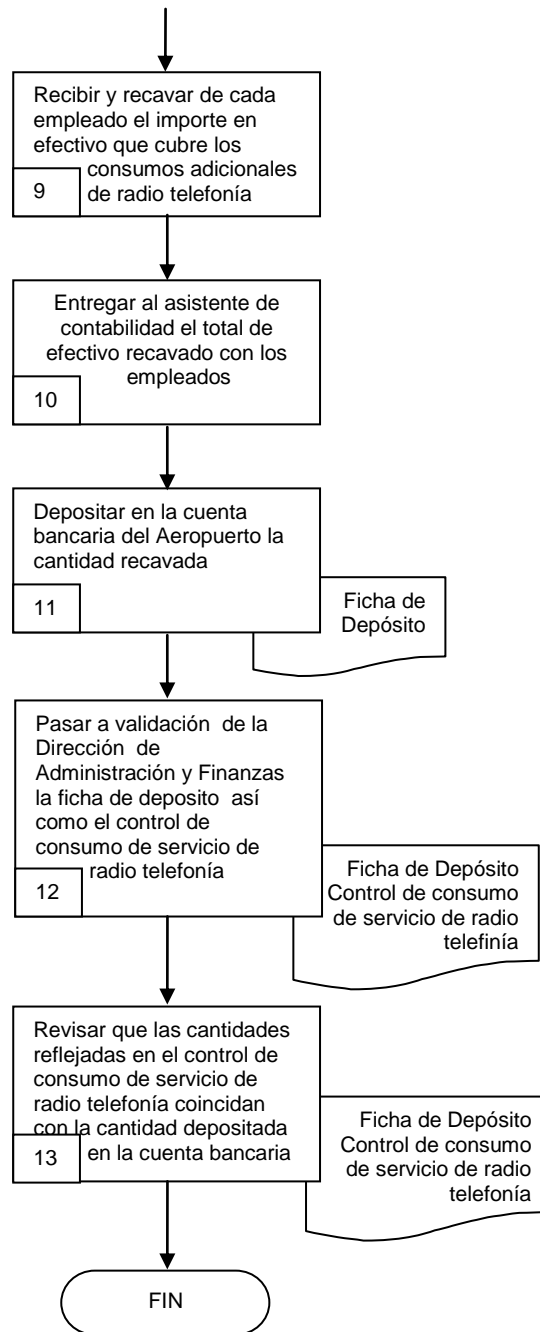 Recibir y recavar de cada
empleado el importe en
efectivo que cubre los
consumos adicionales
de radio telefonía
9
Entregar al asistente de
contabilidad el total de
efectivo recavado con los
empleados
10
Depositar en la cuenta
bancaria del Aeropuerto la
cantidad recavada
11
Ficha de
Depósito
Pasar a validación de la
Dirección de
Administración y Finanzas
la ficha de deposito así
como el control de
consumo de servicio de
radio telefonía
12
Ficha de Depósito
Control de consumo
de servicio de radio
telefinía
Revisar que las cantidades
reflejadas en el control de
consumo de servicio de
radio telefonía coincidan
con la cantidad depositada
en la cuenta bancaria
13
Ficha de Depósito
Control de consumo
de servicio de radio
telefonía
FIN